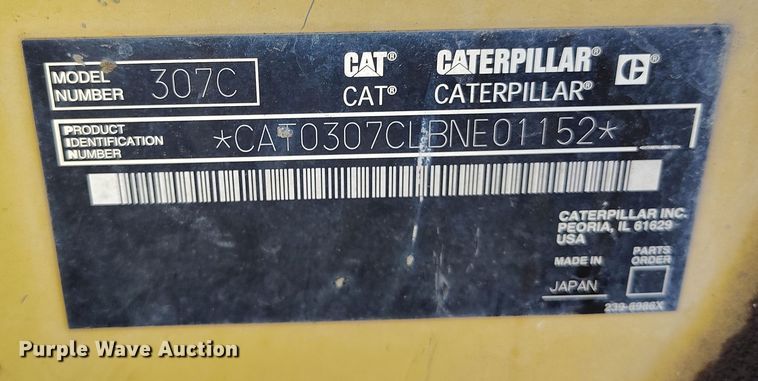 MODEL NUMBER 307C
CAT® CATERPILLAR® C
CAT® CATERPILLAR®
PRODUCT IDENTIFICATION NUMBER *CAT0307CLBNE01152*
CATERPILLAR INC.
PEORIA, IL 61629
USA
MADE IN PARTS ORDER
JAPAN
239-6986X
Purple Wave Auction